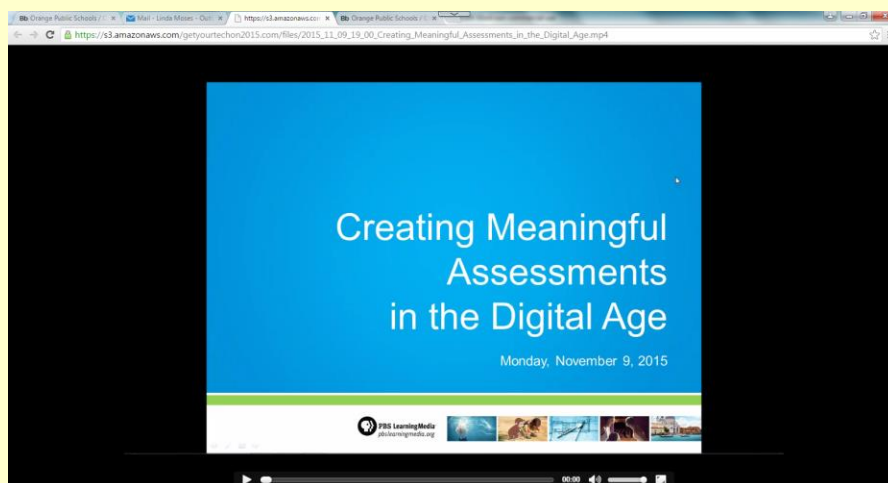 Bb Orange Public Schools / S
Mail - Linda Moses - Outl
https://s3.amazonaws.com
Bb Orange Public Schools / S
https://s3.amazonaws.com/getyourtechon2015.com/files/2015_11_09_19_00_Creating_Meaningful_Assessments_in_the_Digital_Age.mp4
Creating Meaningful
Assessments
in the Digital Age
Monday, November 9, 2015
PBS LearningMedia
pbslearningmedia.org
00:00